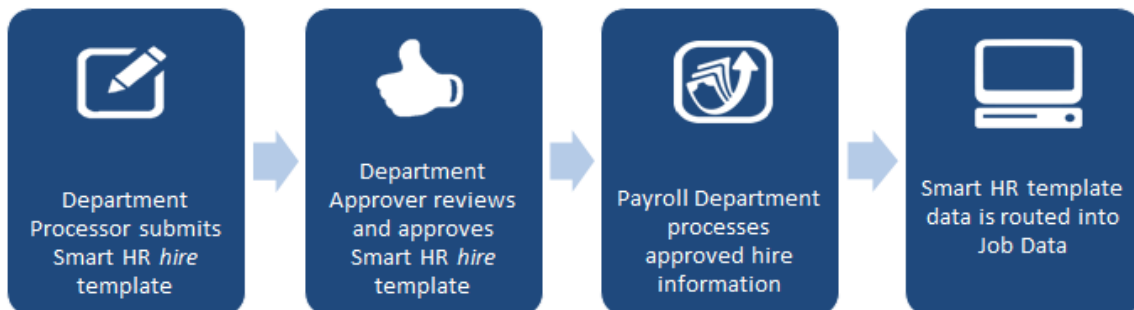 Department
Processor submits
Smart HR hire
template
Department
Approver reviews
and approves
Smart HR hire
template
Payroll Department
processes
approved hire
information
Smart HR template
data is routed into
Job Data